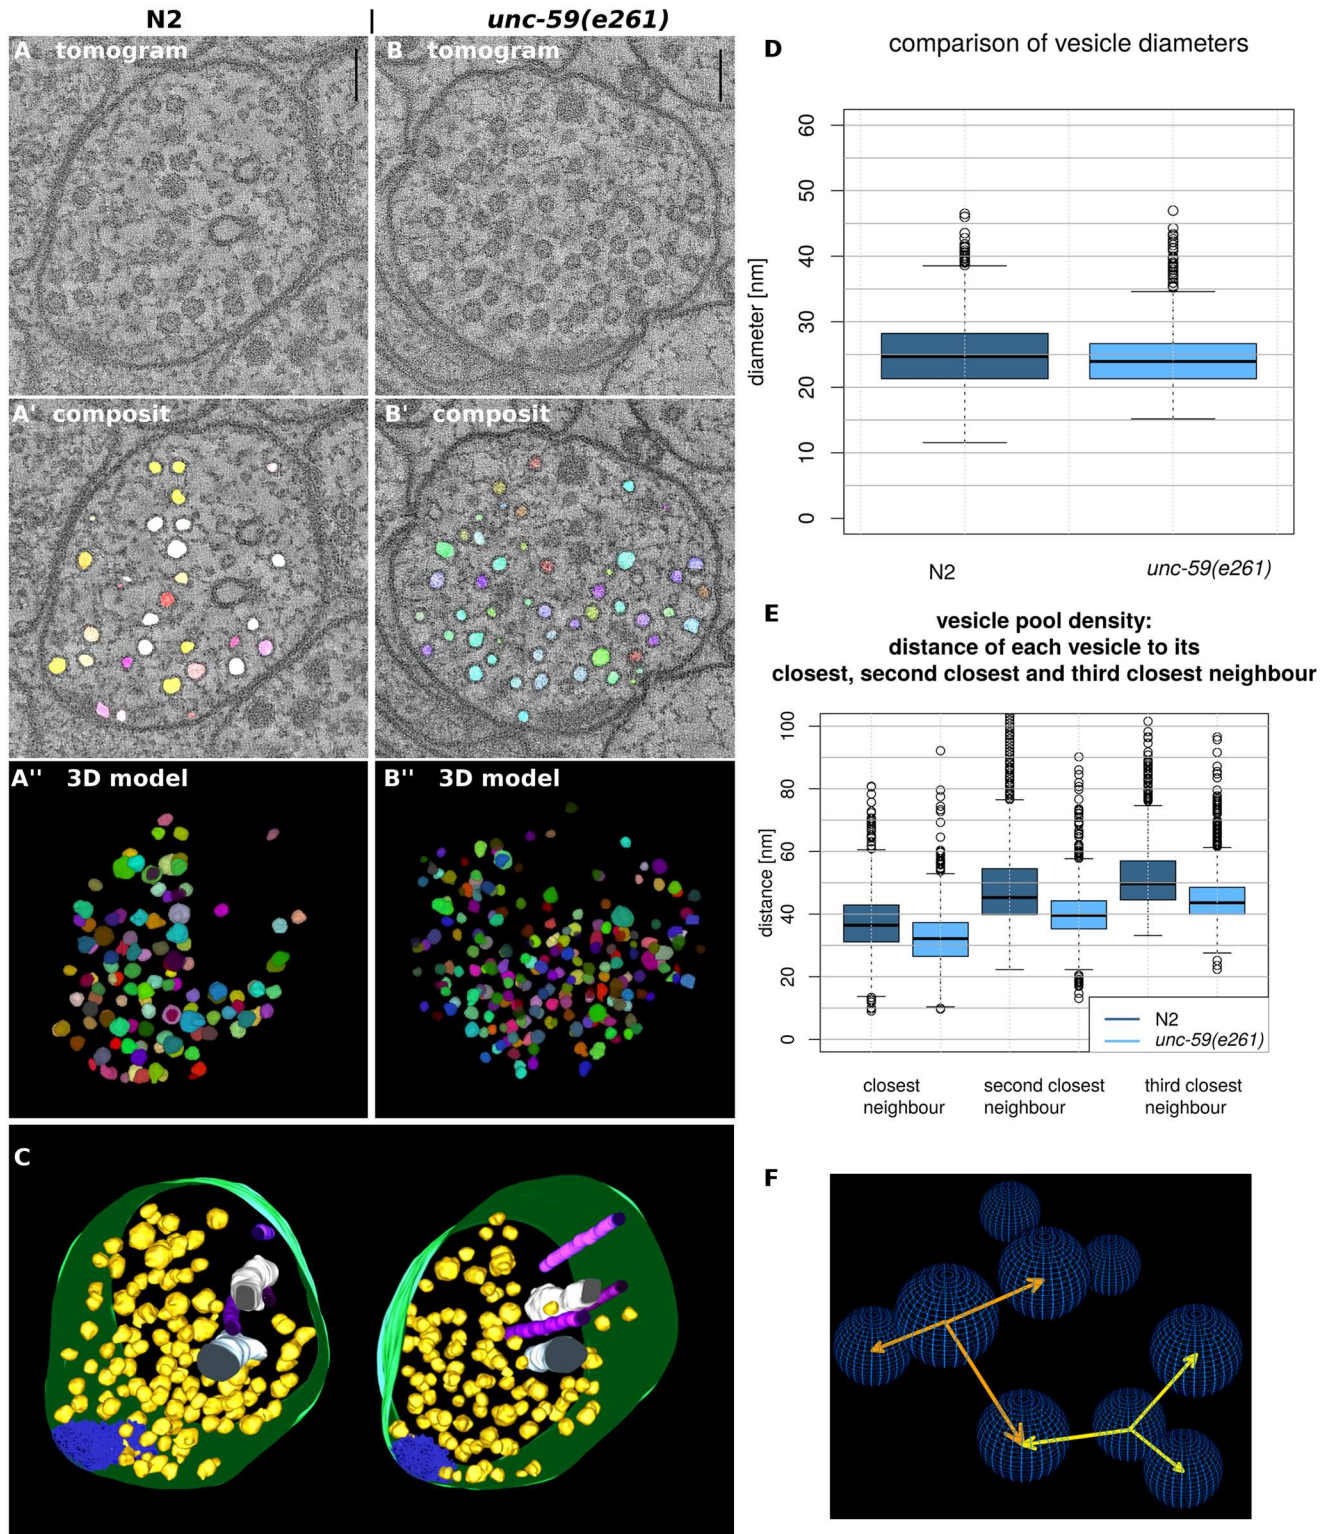 N2 | unc-59(e261)
A tomogram
B tomogram
A' composit
B' composit
A'' 3D model
B'' 3D model
C
D
comparison of vesicle diameters
diameter [nm]
60
50
40
30
20
10
0
N2
unc-59(e261)
E
vesicle pool density:
distance of each vesicle to its
closest, second closest and third closest neighbour
distance [nm]
100
80
60
40
20
0
N2
unc-59(e261)
closest
neighbour
second closest
neighbour
third closest
neighbour
F